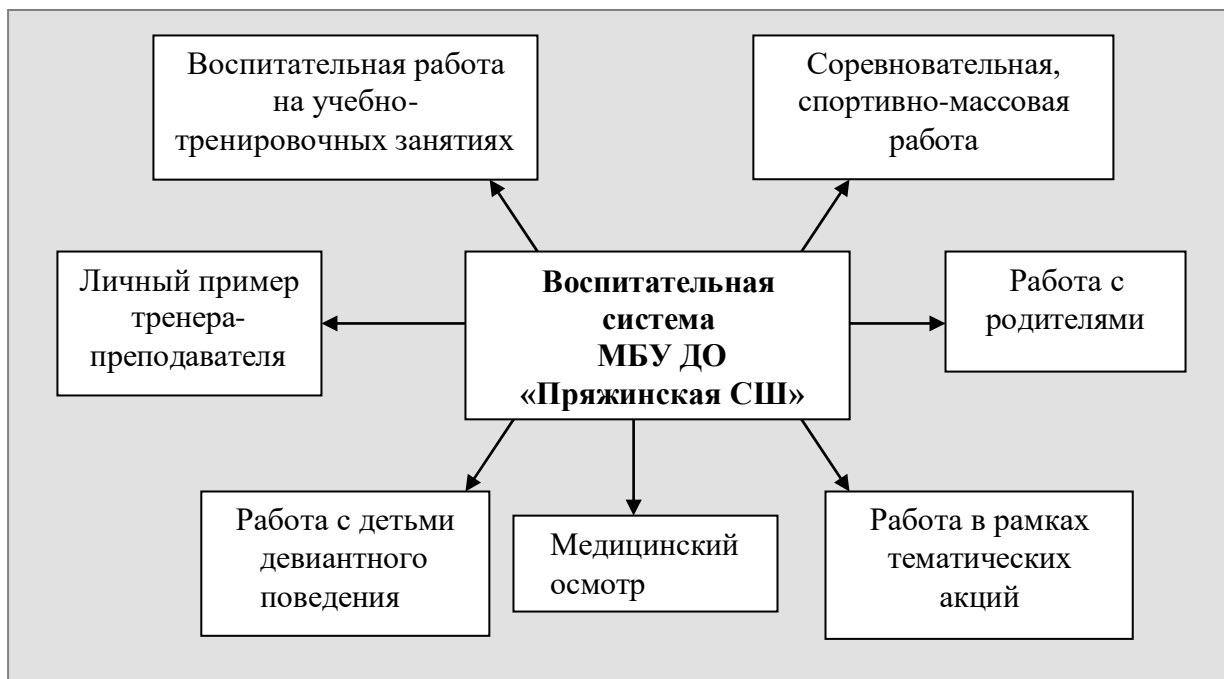 Воспитательная работа
на учебно-
тренировочных занятиях
Соревновательная,
спортивно-массовая
работа
Личный пример
тренера-
преподавателя
Воспитательная
система
МБУ ДО
«Пряжинская СШ»
Работа с
родителями
Работа с детьми
девиантного
поведения
Медицинский
осмотр
Работа в рамках
тематических
акций